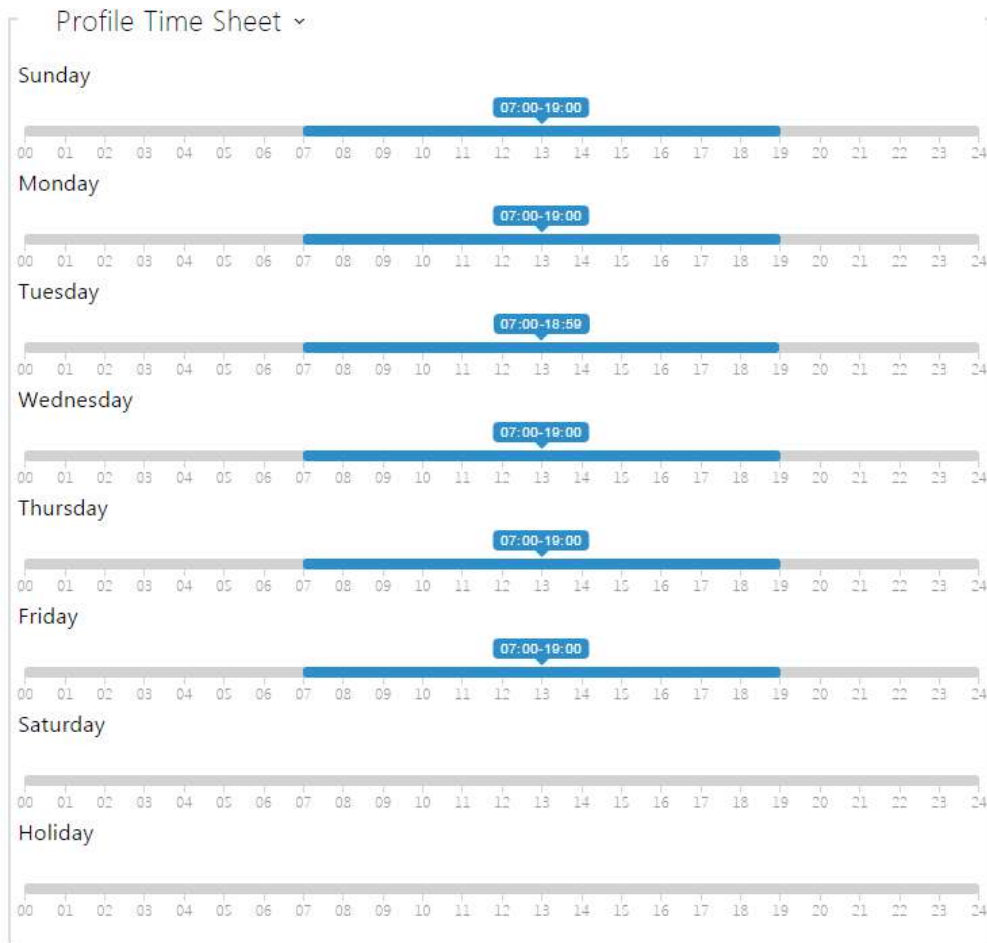 Profile Time Sheet
Sunday
07:00-19:00
00 01 02 03 04 05 06 07 08 09 10 11 12 13 14 15 16 17 18 19 20 21 22 23 24
Monday
07:00-19:00
00 01 02 03 04 05 06 07 08 09 10 11 12 13 14 15 16 17 18 19 20 21 22 23 24
Tuesday
07:00-18:59
00 01 02 03 04 05 06 07 08 09 10 11 12 13 14 15 16 17 18 19 20 21 22 23 24
Wednesday
07:00-19:00
00 01 02 03 04 05 06 07 08 09 10 11 12 13 14 15 16 17 18 19 20 21 22 23 24
Thursday
07:00-19:00
00 01 02 03 04 05 06 07 08 09 10 11 12 13 14 15 16 17 18 19 20 21 22 23 24
Friday
07:00-19:00
00 01 02 03 04 05 06 07 08 09 10 11 12 13 14 15 16 17 18 19 20 21 22 23 24
Saturday
00 01 02 03 04 05 06 07 08 09 10 11 12 13 14 15 16 17 18 19 20 21 22 23 24
Holiday
00 01 02 03 04 05 06 07 08 09 10 11 12 13 14 15 16 17 18 19 20 21 22 23 24